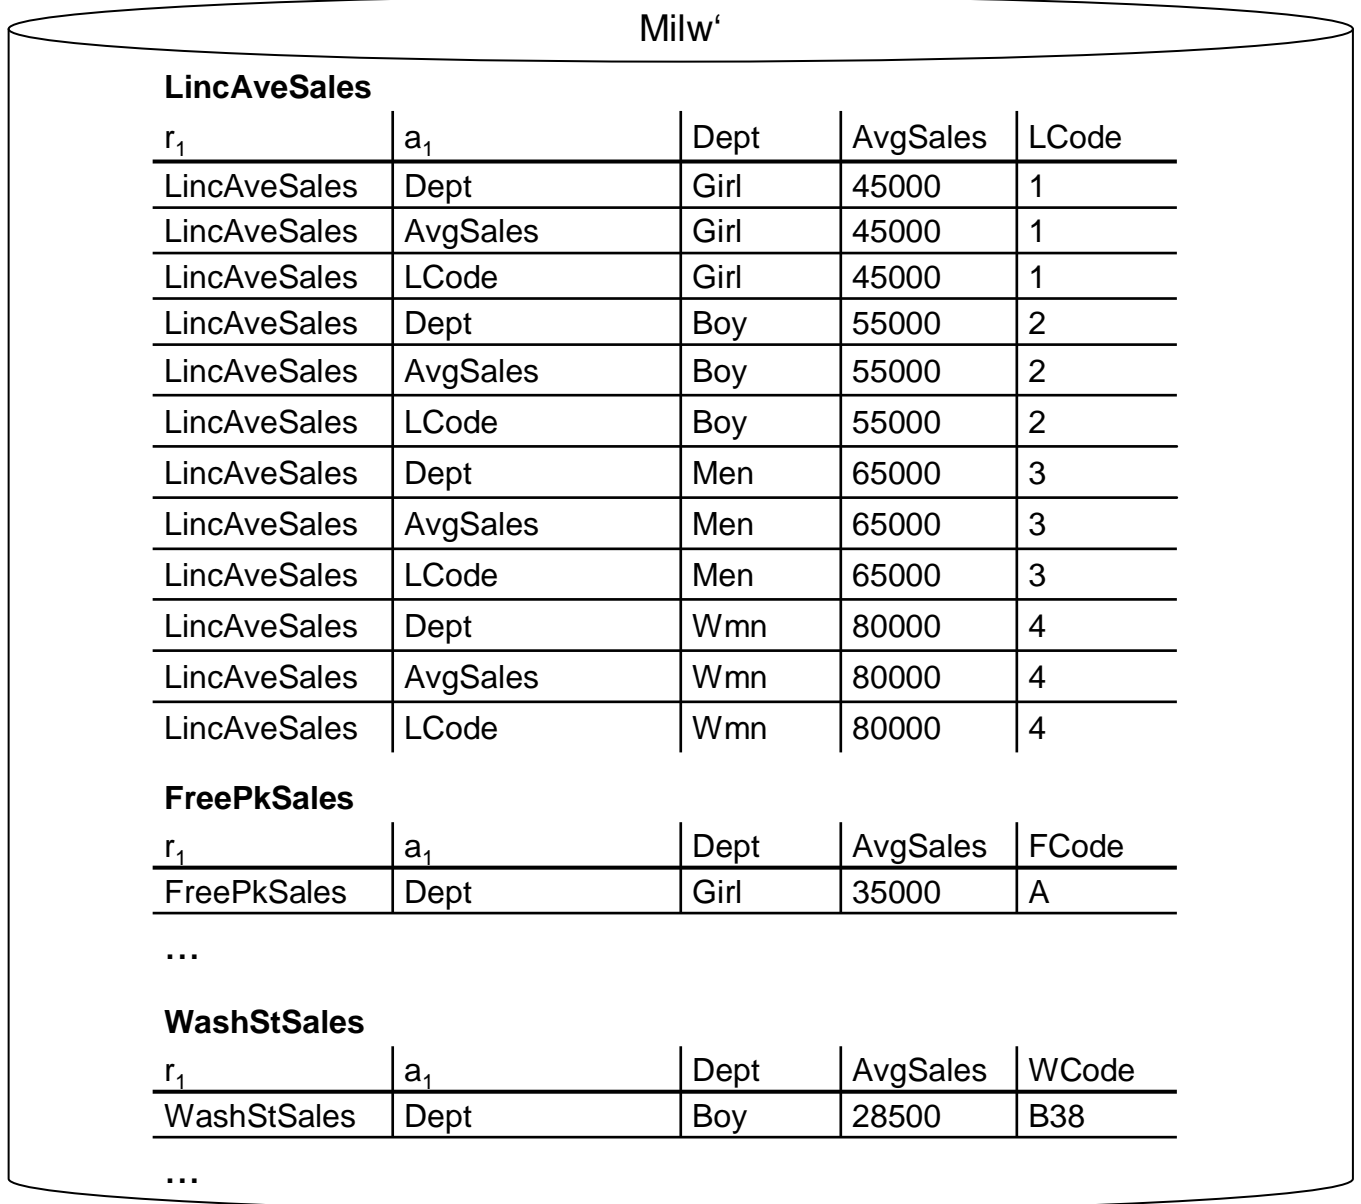 Milw‘
LincAveSales
r₁ a₁ Dept AvgSales LCode
LincAveSales Dept Girl 45000 1
LincAveSales AvgSales Girl 45000 1
LincAveSales LCode Girl 45000 1
LincAveSales Dept Boy 55000 2
LincAveSales AvgSales Boy 55000 2
LincAveSales LCode Boy 55000 2
LincAveSales Dept Men 65000 3
LincAveSales AvgSales Men 65000 3
LincAveSales LCode Men 65000 3
LincAveSales Dept Wmn 80000 4
LincAveSales AvgSales Wmn 80000 4
LincAveSales LCode Wmn 80000 4
FreePkSales
r₁ a₁ Dept AvgSales FCode
FreePkSales Dept Girl 35000 A
…
WashStSales
r₁ a₁ Dept AvgSales WCode
WashStSales Dept Boy 28500 B38
…